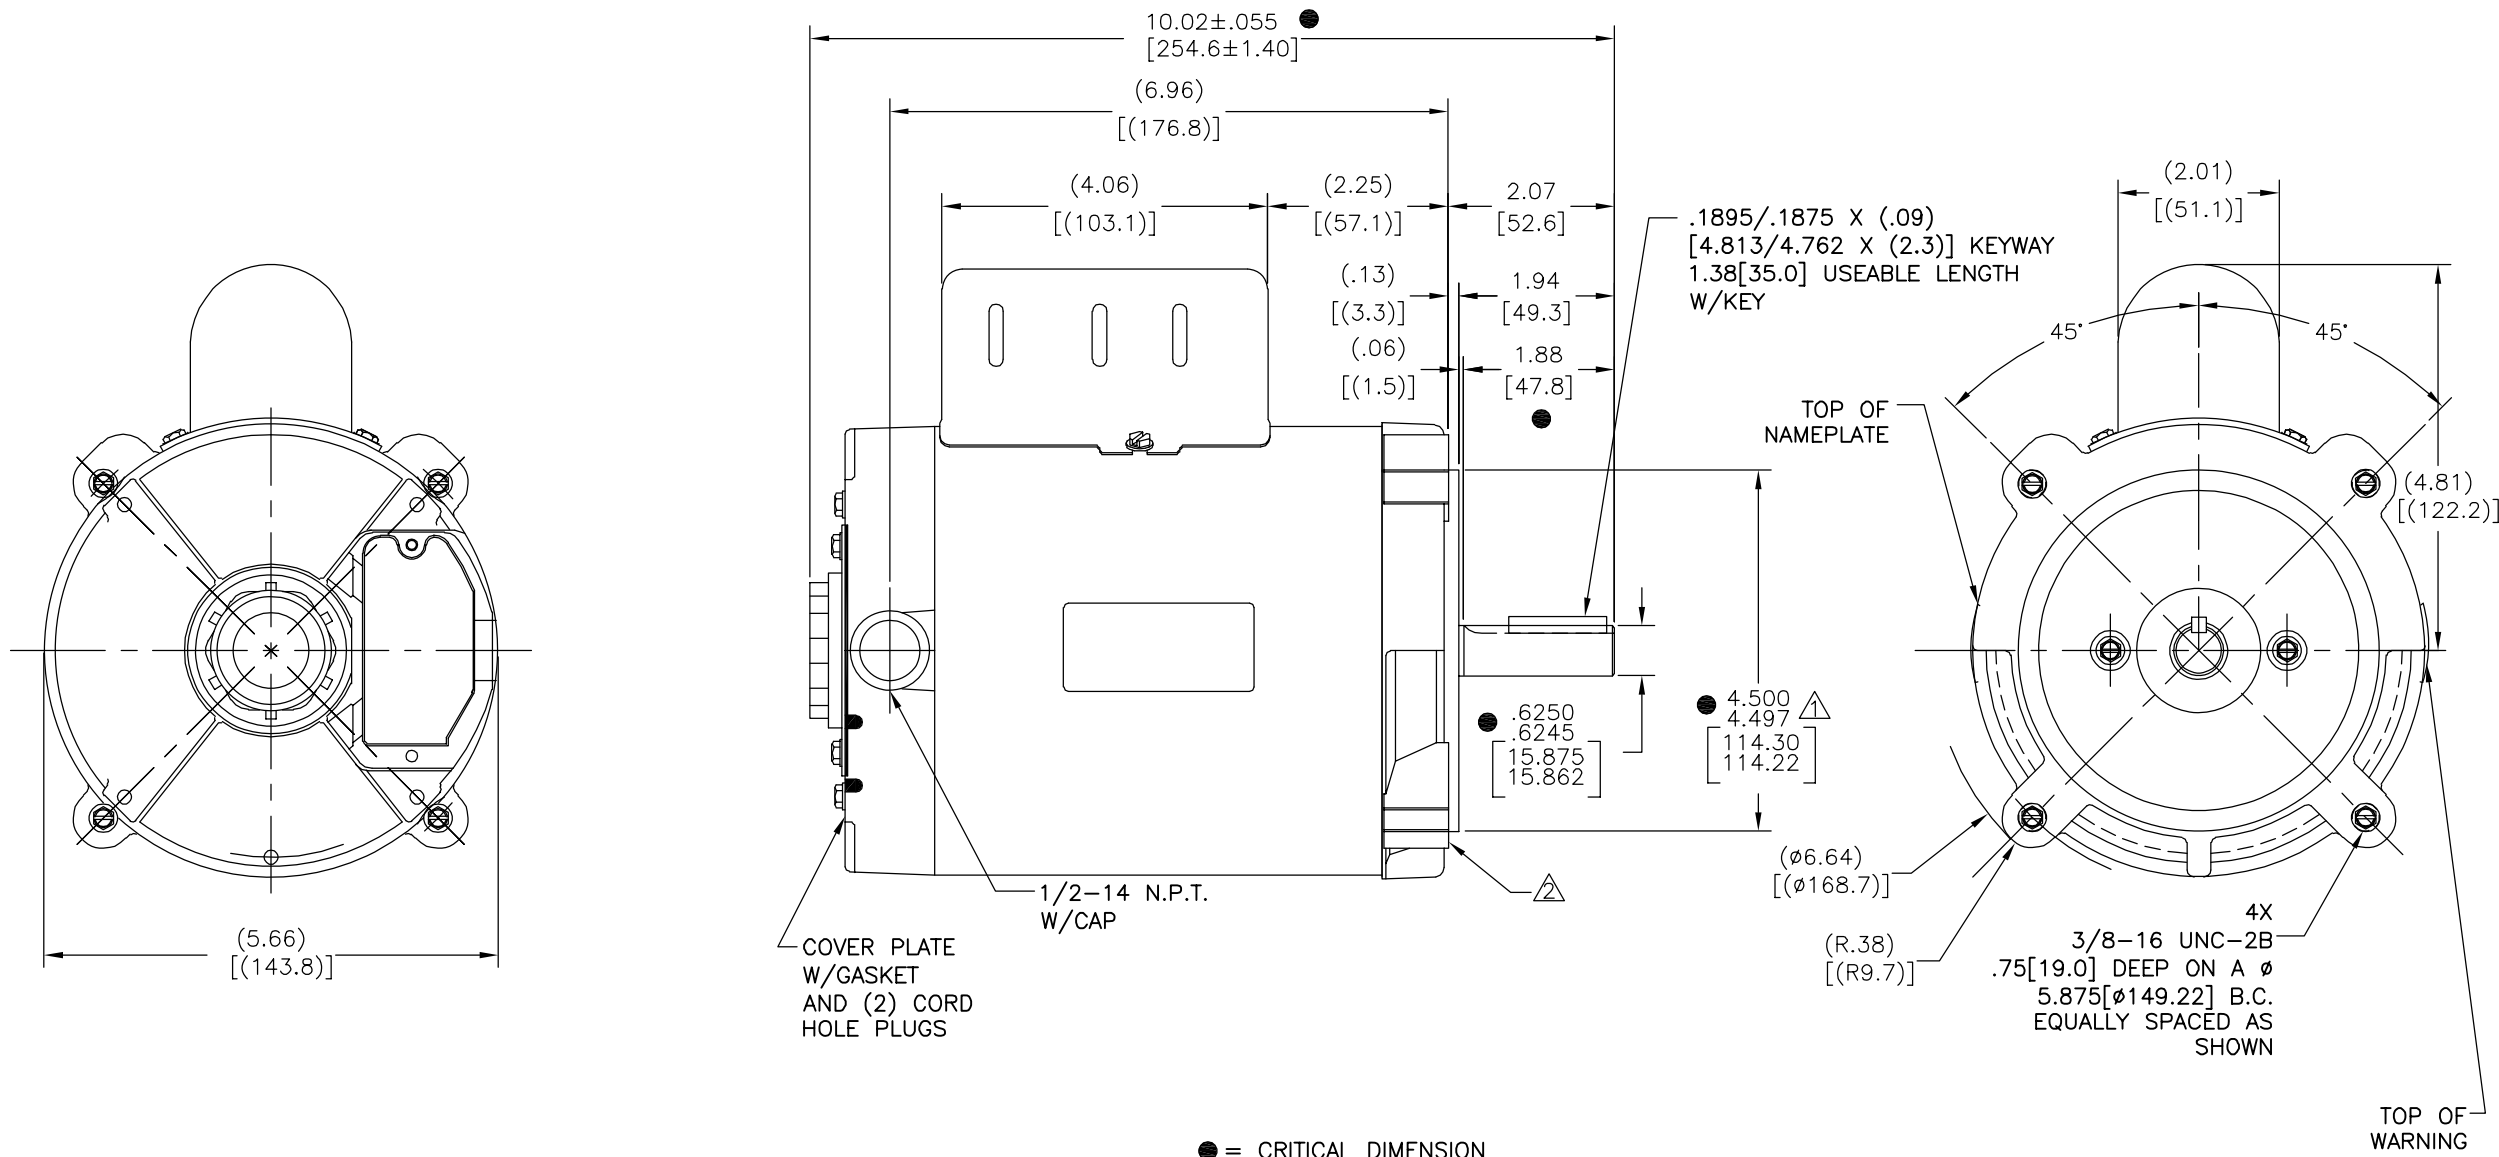 10.02±.055
[254.6±1.40]
(6.96)
[(176.8)]
(4.06)
[(103.1)]
(2.25)
[(57.1)]
2.07
[52.6]
(.13)
[(3.3)]
1.94
[49.3]
(.06)
[(1.5)]
1.88
[47.8]
.1895/.1875 X (.09)
[4.813/4.762 X (2.3)] KEYWAY
1.38[35.0] USEABLE LENGTH
W/KEY
(2.01)
[(51.1)]
45°
45°
TOP OF
NAMEPLATE
(4.81)
[(122.2)]
.6250
.6245
[15.875
15.862]
4.500
4.497
1
[114.30
114.22]
(ø6.64)
[(ø168.7)]
(R.38)
[(R9.7)]
4X
3/8-16 UNC-2B
.75[19.0] DEEP ON A ø
5.875[ø149.22] B.C.
EQUALLY SPACED AS
SHOWN
2
1/2-14 N.P.T.
W/CAP
COVER PLATE
W/GASKET
AND (2) CORD
HOLE PLUGS
(5.66)
[(143.8)]
TOP OF
WARNING
= CRITICAL DIMENSION